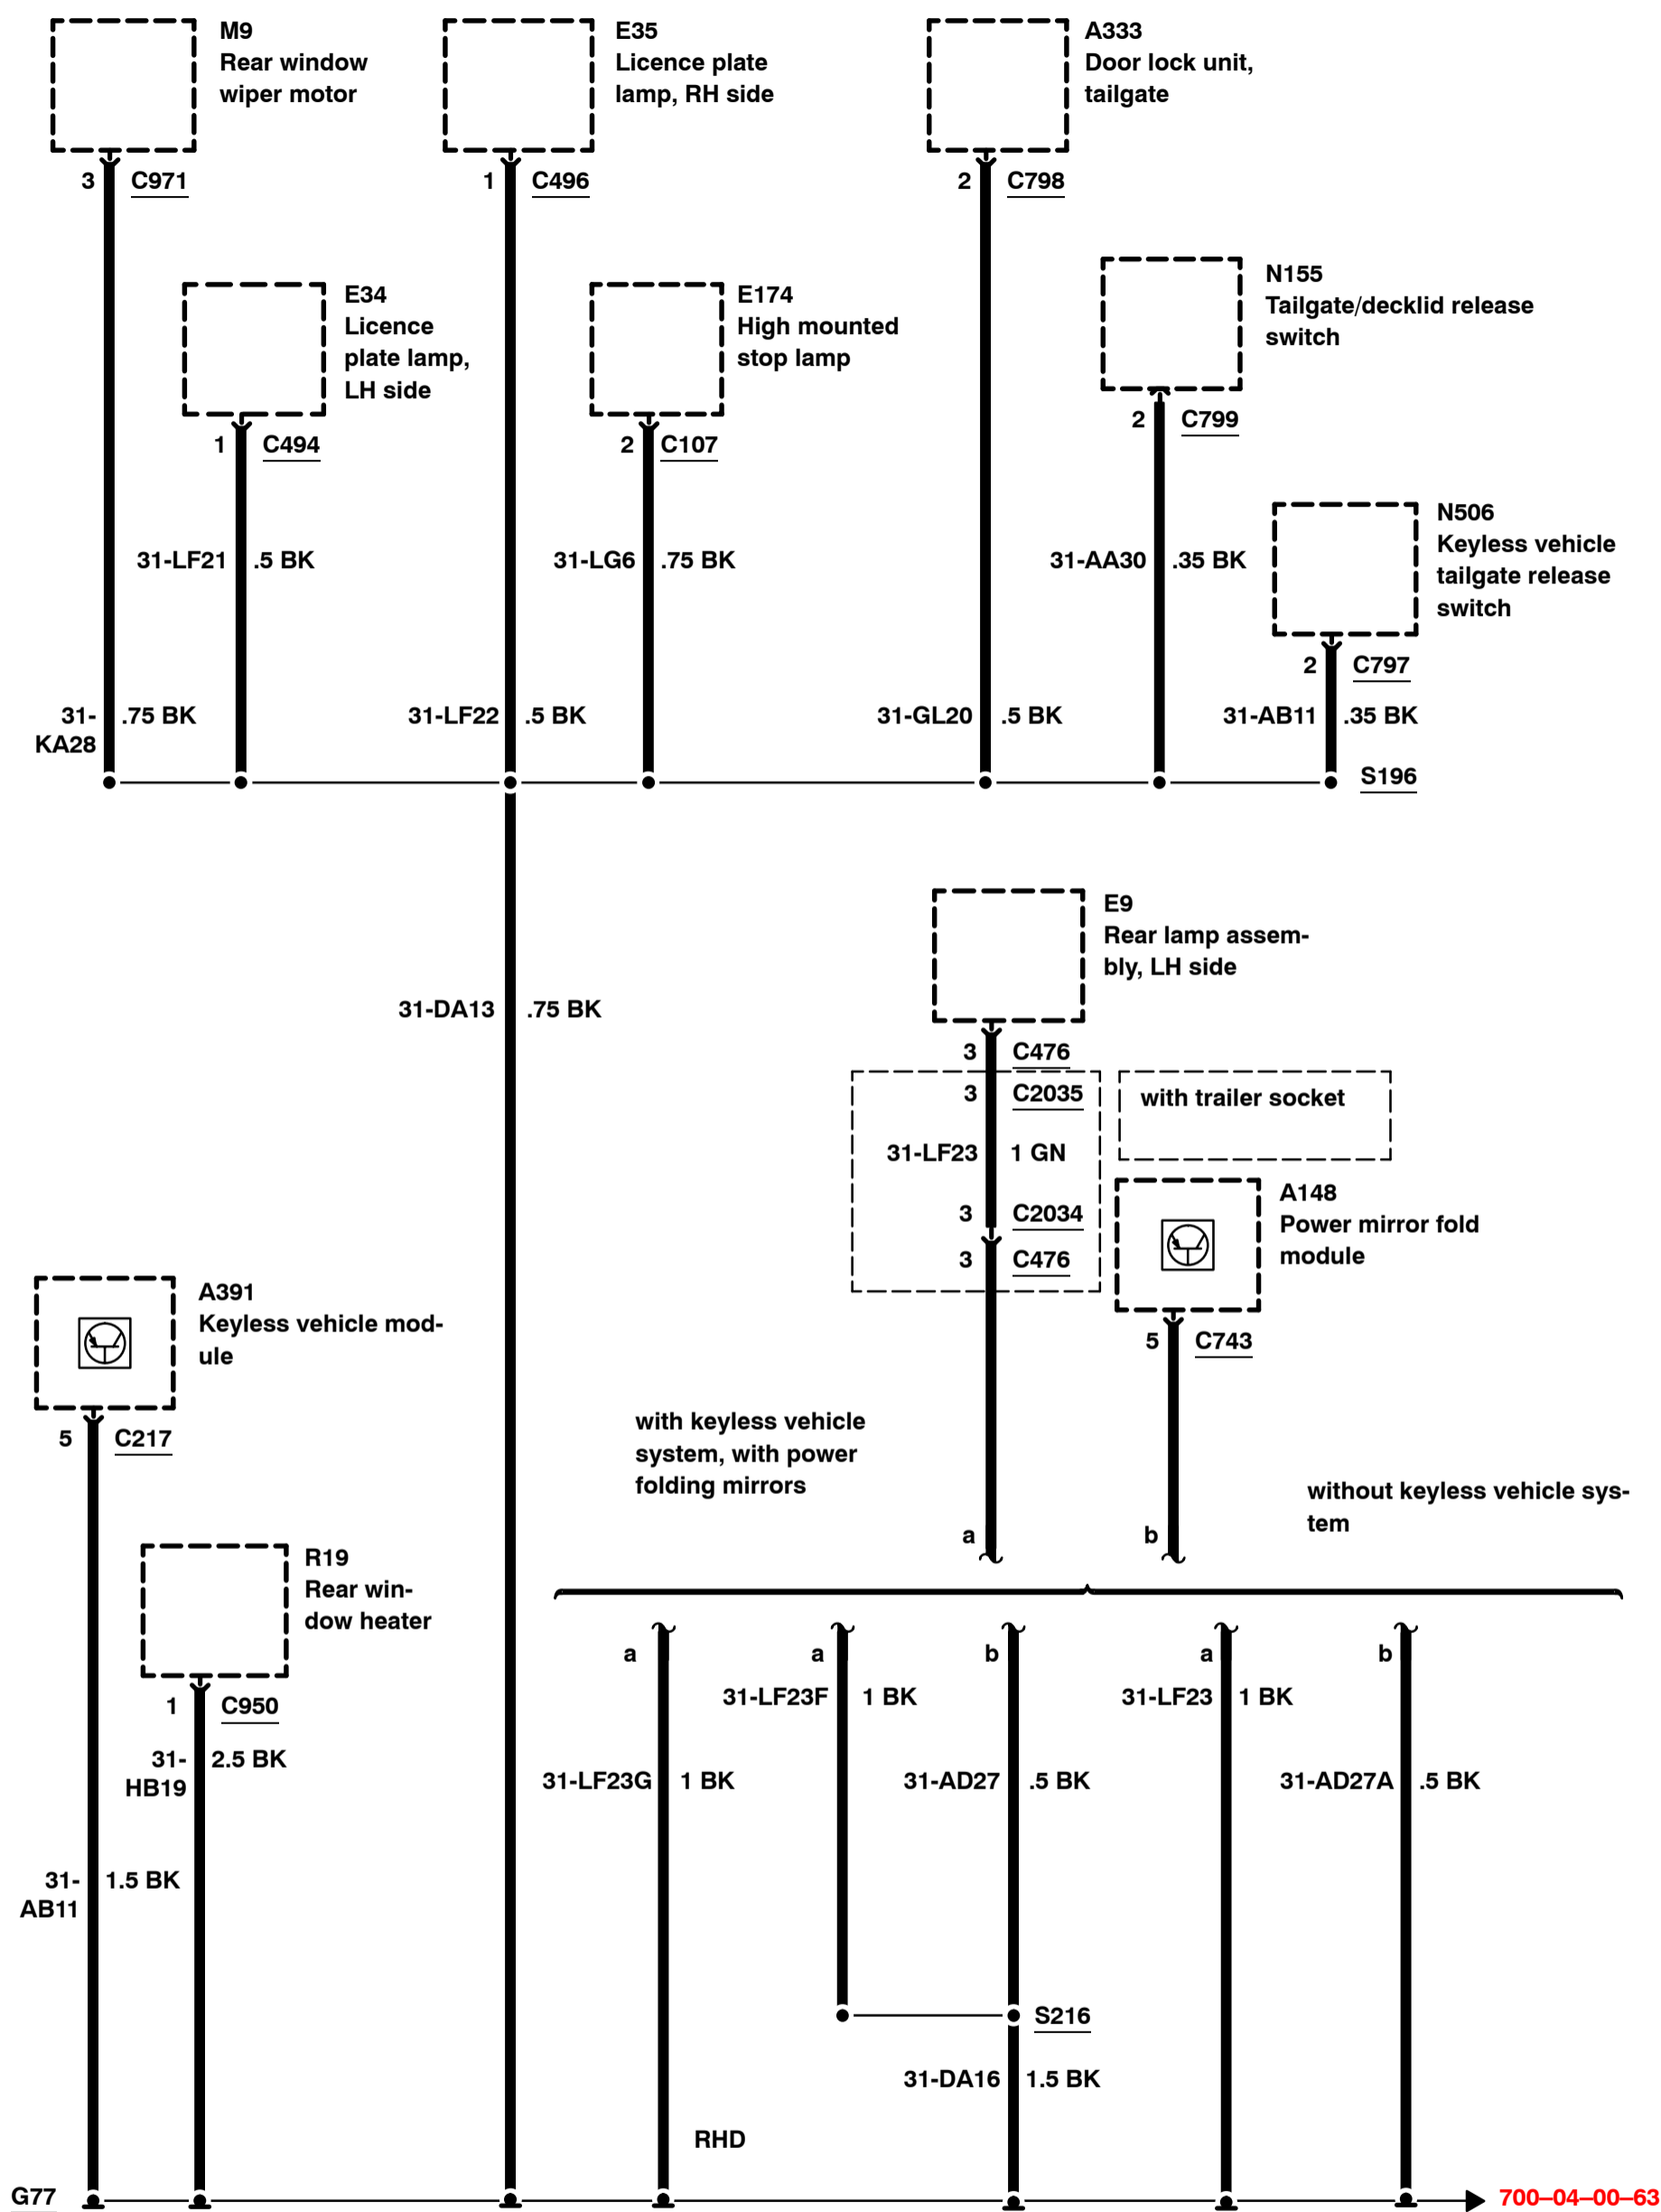 M9
Rear window
wiper motor
E35
Licence plate
lamp, RH side
A333
Door lock unit,
tailgate
3 C971
1 C496
2 C798
E34
Licence
plate lamp,
LH side
E174
High mounted
stop lamp
N155
Tailgate/decklid release
switch
1 C494
2 C107
2 C799
N506
Keyless vehicle
tailgate release
switch
31-LF21 .5 BK
31-LG6 .75 BK
31-AA30 .35 BK
2 C797
31-
KA28
.75 BK
31-LF22 .5 BK
31-GL20 .5 BK
31-AB11 .35 BK
S196
E9
Rear lamp assem-
bly, LH side
31-DA13 .75 BK
3 C476
3 C2035
with trailer socket
31-LF23 1 GN
3 C2034
3 C476
A148
Power mirror fold
module
A391
Keyless vehicle mod-
ule
5 C743
5 C217
with keyless vehicle
system, with power
folding mirrors
without keyless vehicle sys-
tem
a
b
R19
Rear win-
dow heater
a
a
b
a
b
1 C950
31-LF23F 1 BK
31-LF23 1 BK
31-
HB19
2.5 BK
31-LF23G 1 BK
31-AD27 .5 BK
31-AD27A .5 BK
31-
AB11
1.5 BK
S216
31-DA16 1.5 BK
RHD
G77
700–04–00–63